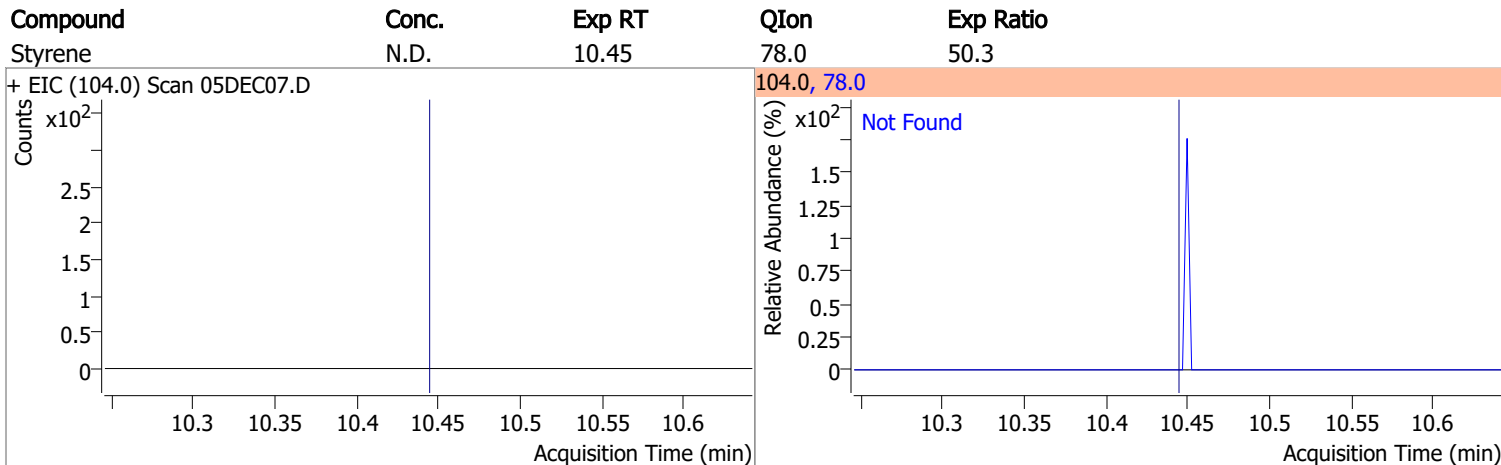 Compound Conc. Exp RT QIon Exp Ratio
Styrene N.D. 10.45 78.0 50.3
+ EIC (104.0) Scan 05DEC07.D
Counts
x10²
2.5
2
1.5
1
0.5
0
10.3 10.35 10.4 10.45 10.5 10.55 10.6
Acquisition Time (min)
104.0, 78.0
Relative Abundance (%)
x10²
Not Found
1.5
1.25
1
0.75
0.5
0.25
0
10.3 10.35 10.4 10.45 10.5 10.55 10.6
Acquisition Time (min)